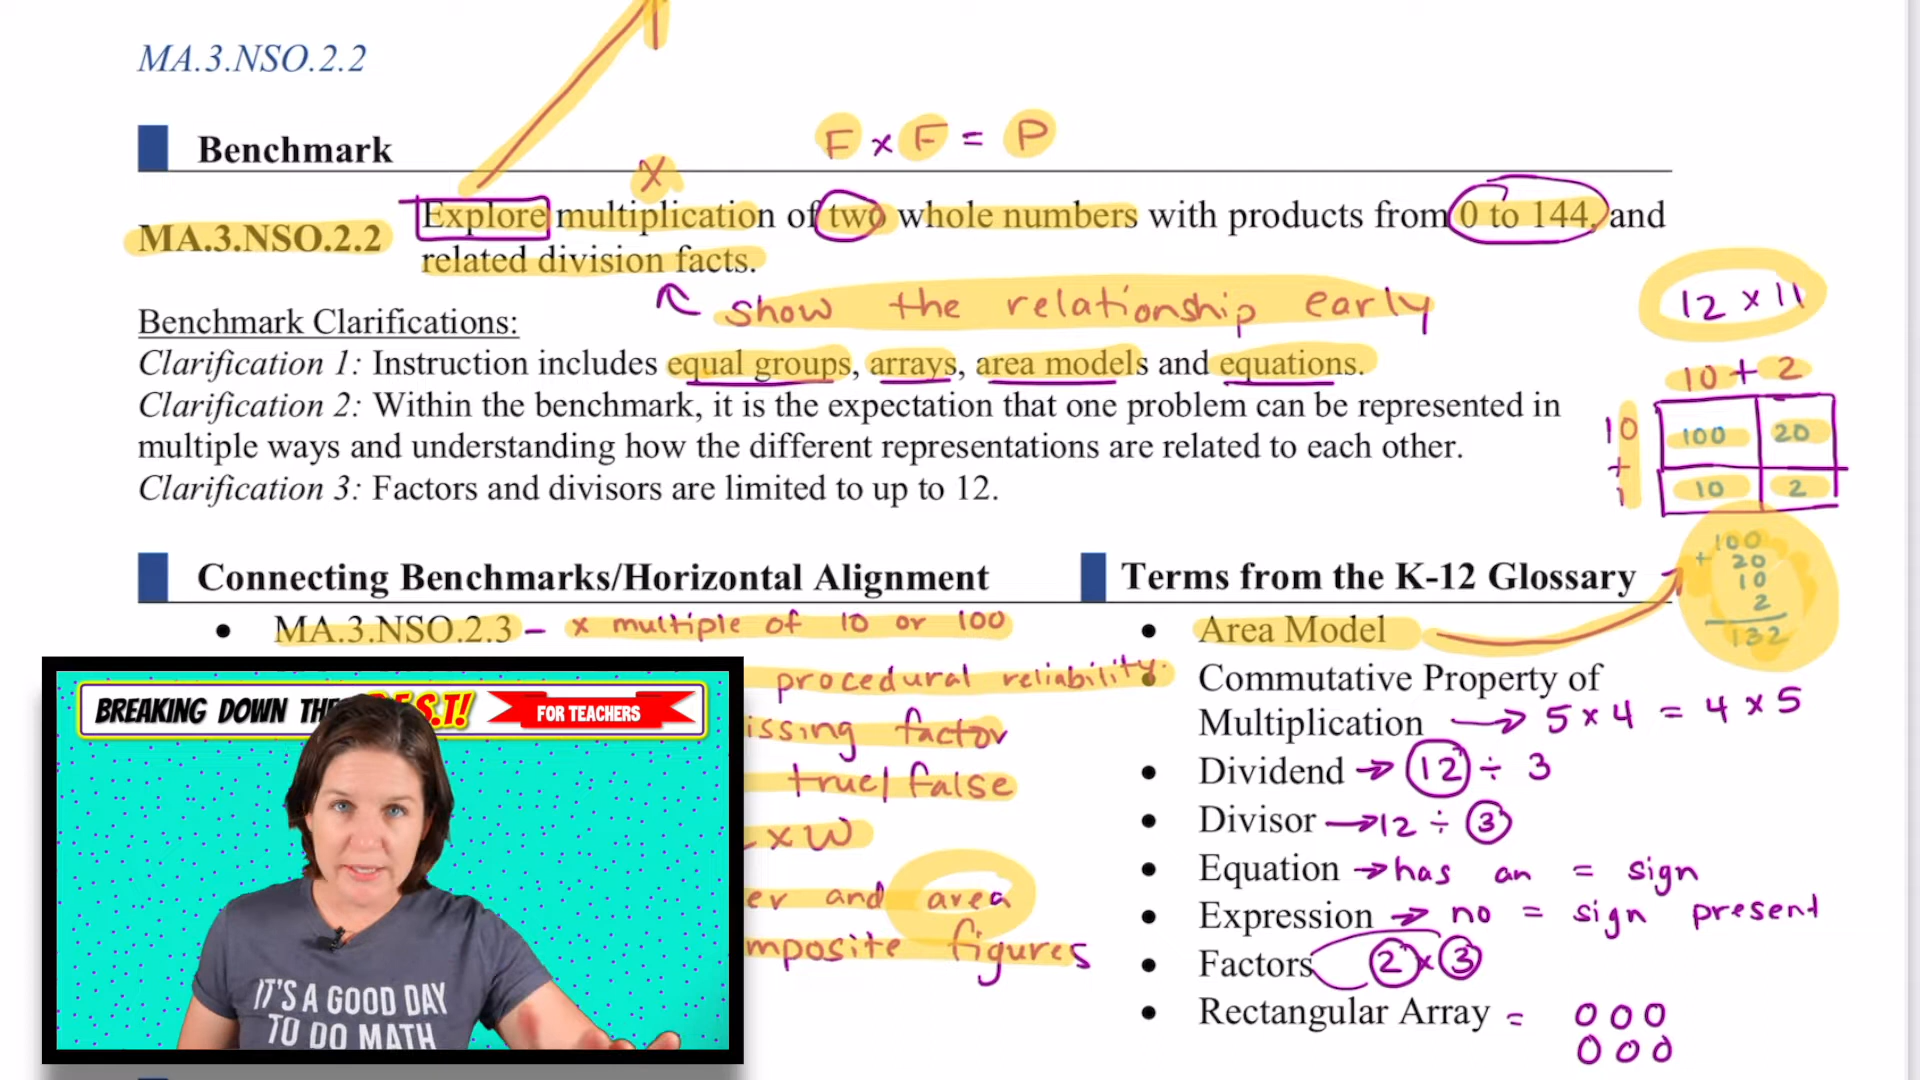 MA.3.NSO.2.2
F x F = P
Benchmark
x
MA.3.NSO.2.2
Explore multiplication of two whole numbers with products from 0 to 144, and
related division facts.
show the relationship early
12 x 11
Benchmark Clarifications:
Clarification 1: Instruction includes equal groups, arrays, area models and equations.
Clarification 2: Within the benchmark, it is the expectation that one problem can be represented in
multiple ways and understanding how the different representations are related to each other.
Clarification 3: Factors and divisors are limited to up to 12.
10 + 2
10 100 20
+
1 10 2
100
+ 20
10
2
132
Connecting Benchmarks/Horizontal Alignment
• MA.3.NSO.2.3 – x multiple of 10 or 100
procedural reliability.
issing factor
true/false
x W
er and area
mposite figures
Terms from the K-12 Glossary
• Area Model
• Commutative Property of
Multiplication → 5 x 4 = 4 x 5
• Dividend → 12 ÷ 3
• Divisor → 12 ÷ 3
• Equation → has an = sign
• Expression → no = sign present
• Factors 2 x 3
• Rectangular Array = 000
000
BREAKING DOWN THE B.E.S.T!
FOR TEACHERS
IT'S A GOOD DAY
TO DO MATH